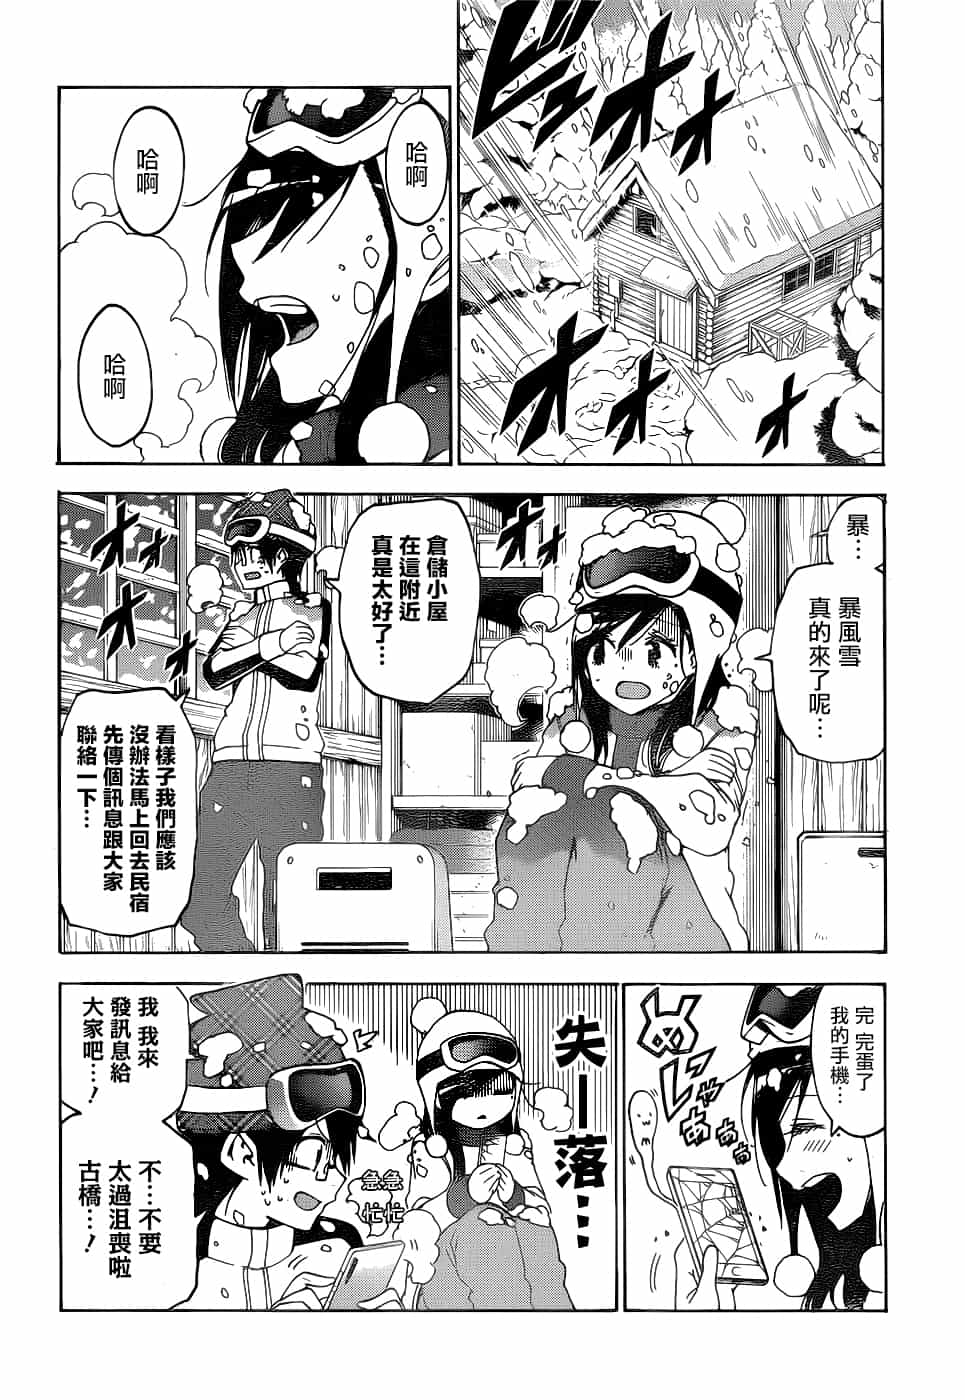 ビュオオオ
オオオ
哈
啊
哈
啊
哈
啊
暴…
暴風雪
真的來了呢…
倉儲小屋
在這附近
真是太好了…
オオオ
看樣子我們應該
沒辦法馬上回去民宿
先傳個訊息跟大家
聯絡一下…
完 完蛋了
我的手機…
しゃあああ
失—落…
急急
忙忙
我 我來
發訊息給
大家吧…！
不…不要
太過沮喪啦
古橋…！